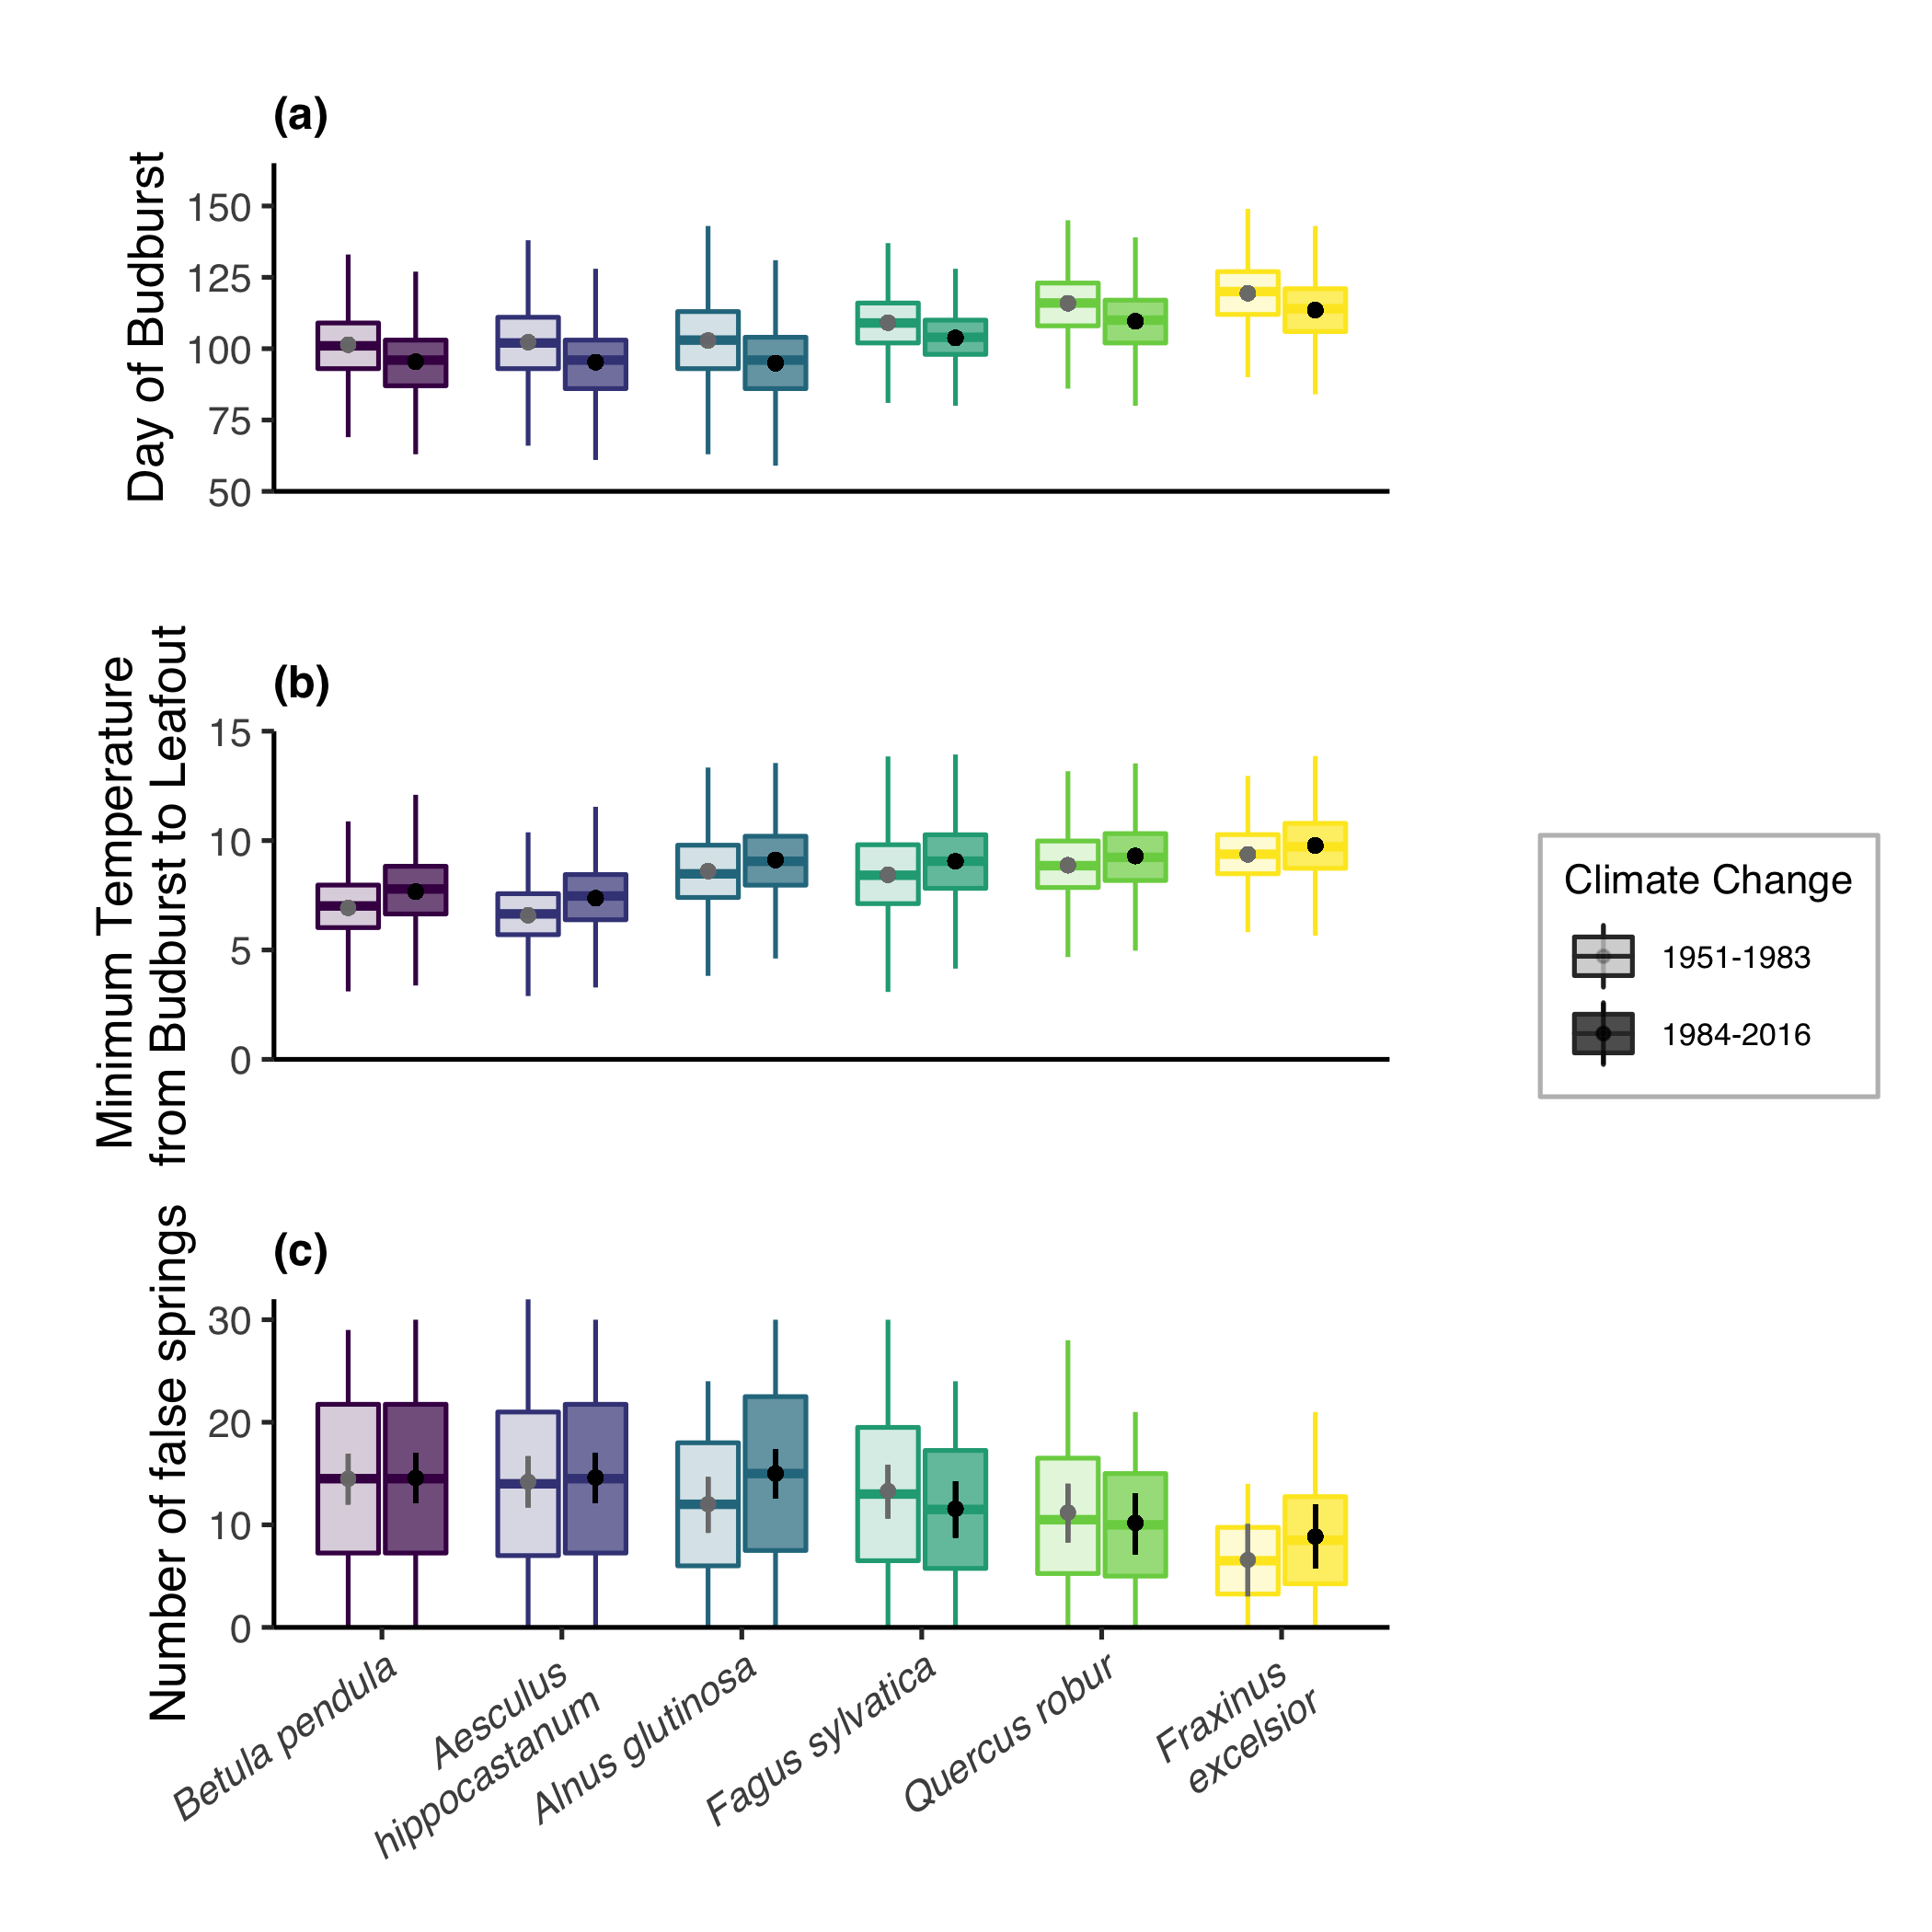 (a)
Day of Budburst
150
125
100
75
50
(b)
Minimum Temperature
from Budburst to Leafout
15
10
5
0
Climate Change
1951-1983
1984-2016
(c)
Number of false springs
30
20
10
0
Betula pendula
Aesculus
hippocastanum
Alnus glutinosa
Fagus sylvatica
Quercus robur
Fraxinus
excelsior